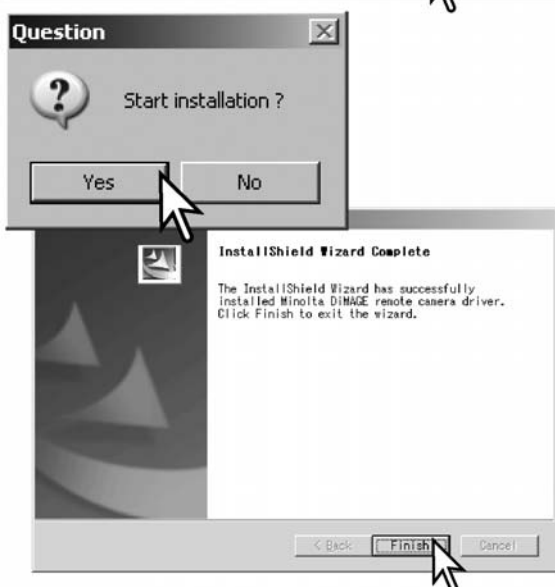 Question
Start installation ?
Yes
No
InstallShield Wizard Complete
The InstallShield Wizard has successfully
installed Minolta DiMAGE remote camera driver.
Click Finish to exit the wizard.
< Back
Finish
Cancel